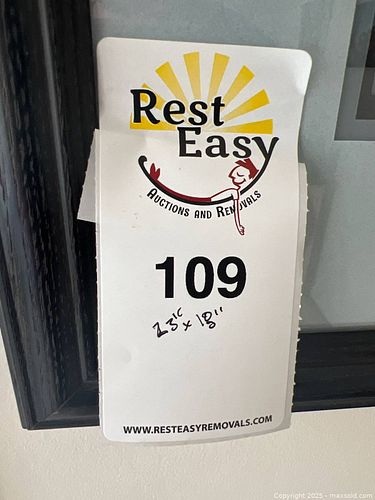 Rest
Easy
AUCTIONS AND REMOVALS
109
23" x 18"
WWW.RESTEASYREMOVALS.COM
Copyright 2025 - maxsold.com